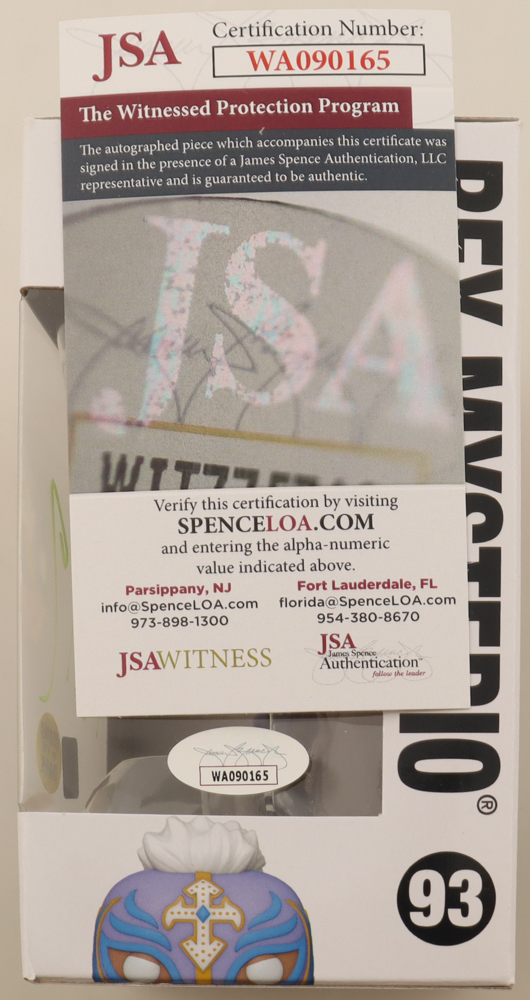 JSA
Certification Number:
WA090165
The Witnessed Protection Program
The autographed piece which accompanies this certificate was
signed in the presence of a James Spence Authentication, LLC
representative and is guaranteed to be authentic.
JSA
Verify this certification by visiting
SPENCELOA.COM
and entering the alpha-numeric
value indicated above.
Parsippany, NJ
info@SpenceLOA.com
973-898-1300
Fort Lauderdale, FL
florida@SpenceLOA.com
954-380-8670
JSAWITNESS
JSA
James Spence
Authentication™
follow the leader
REY MYSTERIO®
WA090165
93